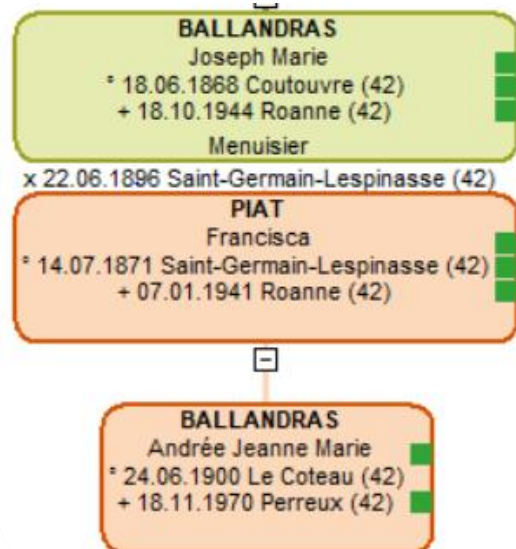 BALLANDRAS
Joseph Marie
° 18.06.1868 Coutouvre (42)
+ 18.10.1944 Roanne (42)
Menuisier
x 22.06.1896 Saint-Germain-Lespinasse (42)
PIAT
Francisca
° 14.07.1871 Saint-Germain-Lespinasse (42)
+ 07.01.1941 Roanne (42)
BALLANDRAS
Andrée Jeanne Marie
° 24.06.1900 Le Coteau (42)
+ 18.11.1970 Perreux (42)